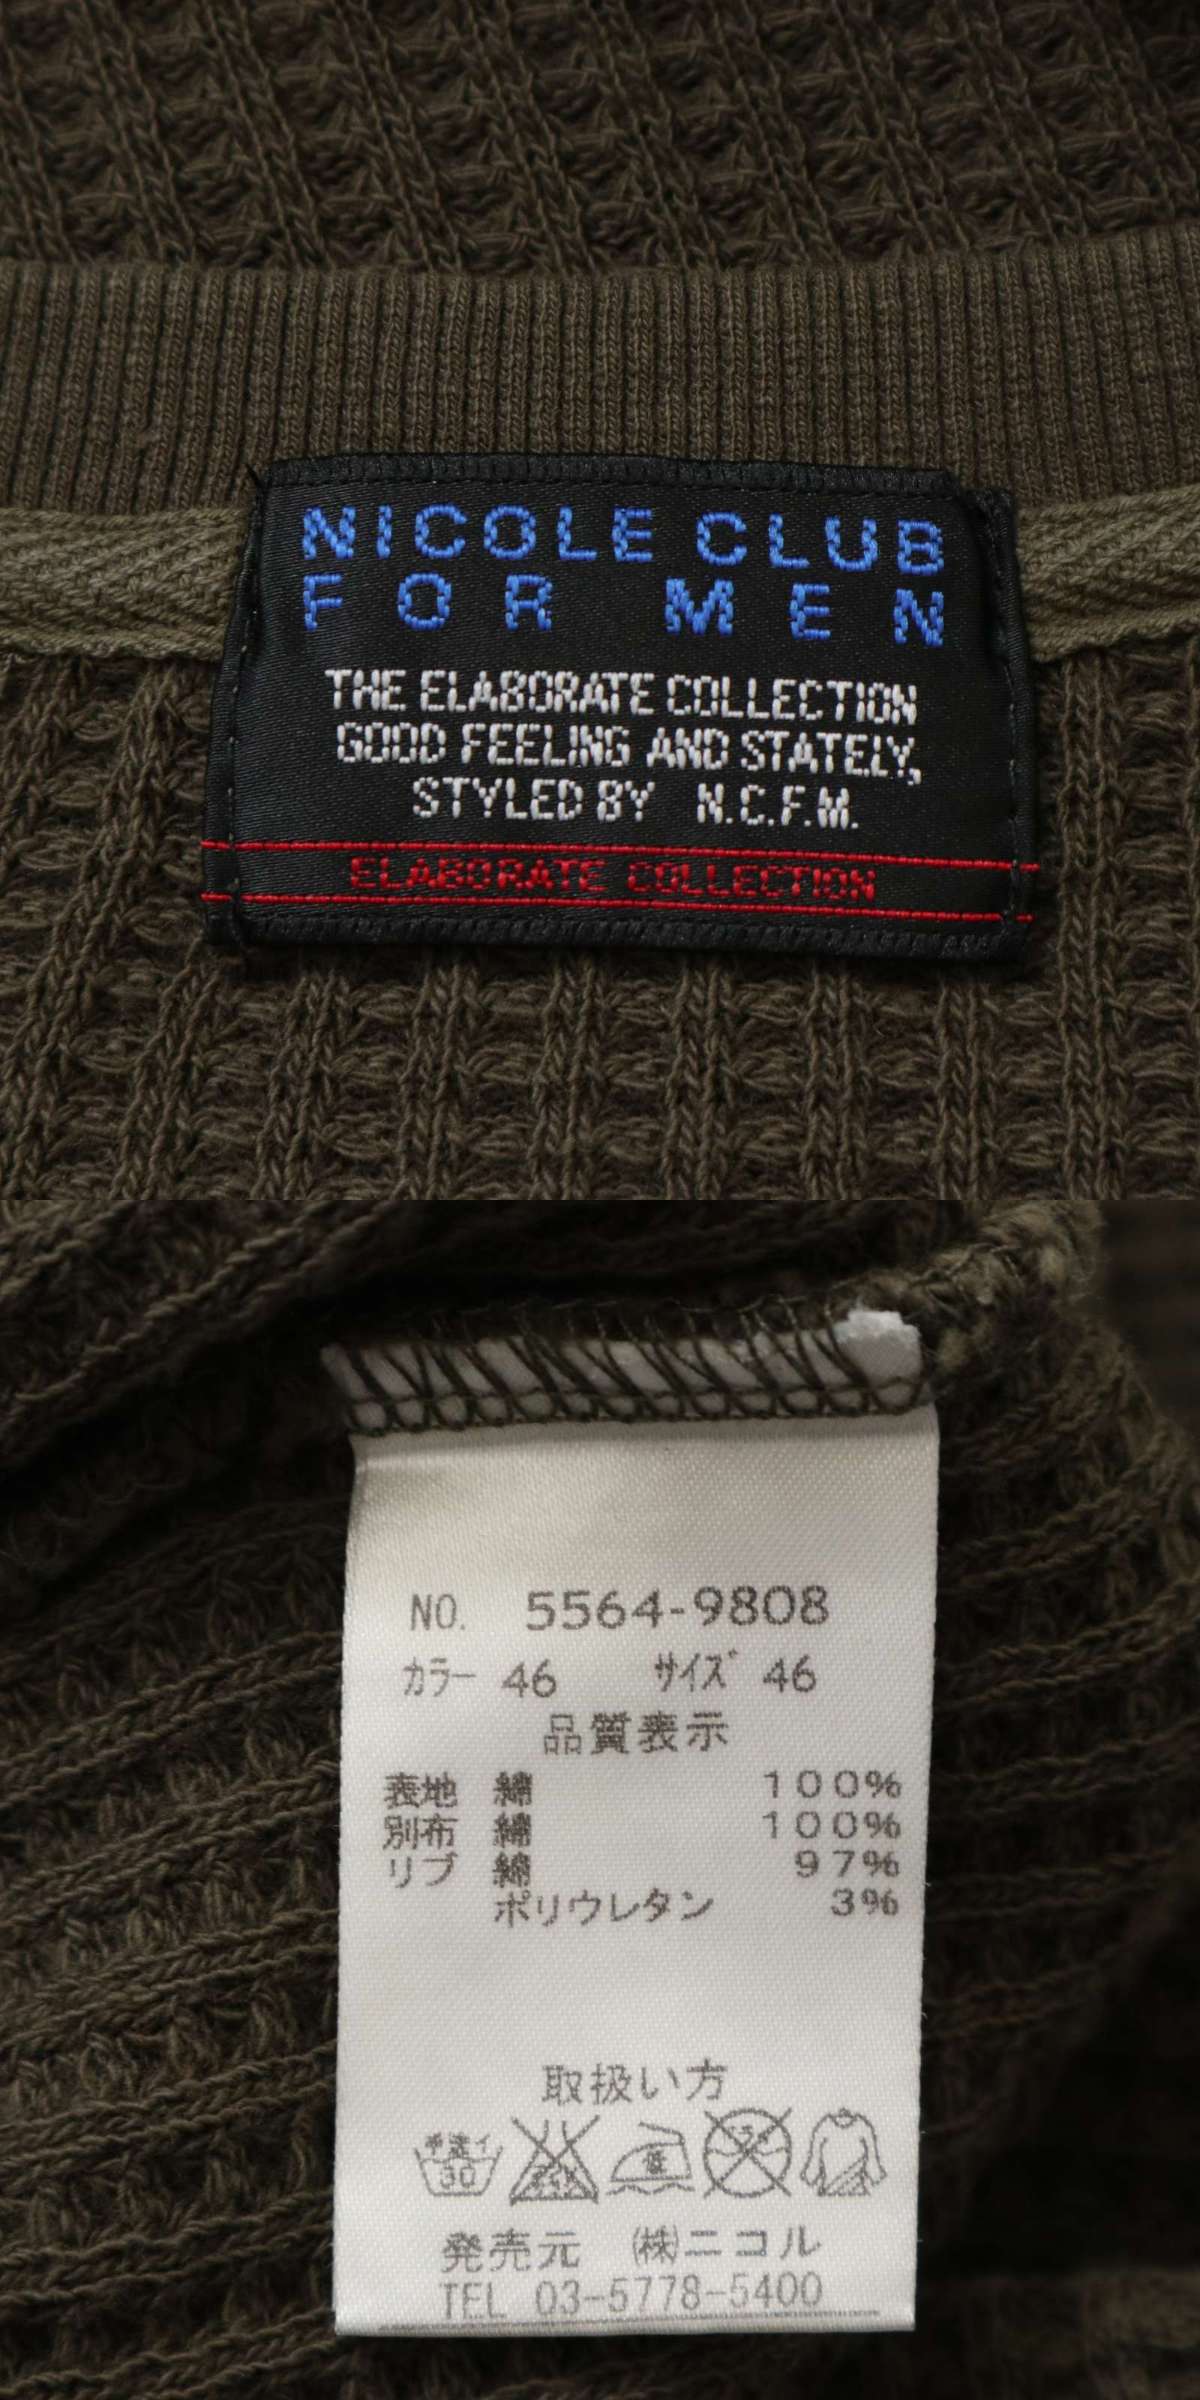 NICOLE CLUB
FOR MEN
THE ELABORATE COLLECTION
GOOD FEELING AND STATELY,
STYLED BY N.C.F.M.
ELABORATE COLLECTION
NO. 5564-9808
カラー 46 サイズ 46
品質表示
表地 綿 100%
別布 綿 100%
リブ 綿 97%
ポリウレタン 3%
取扱い方
手洗イ
30
低
発売元 ㈱ニコル
TEL 03-5778-5400